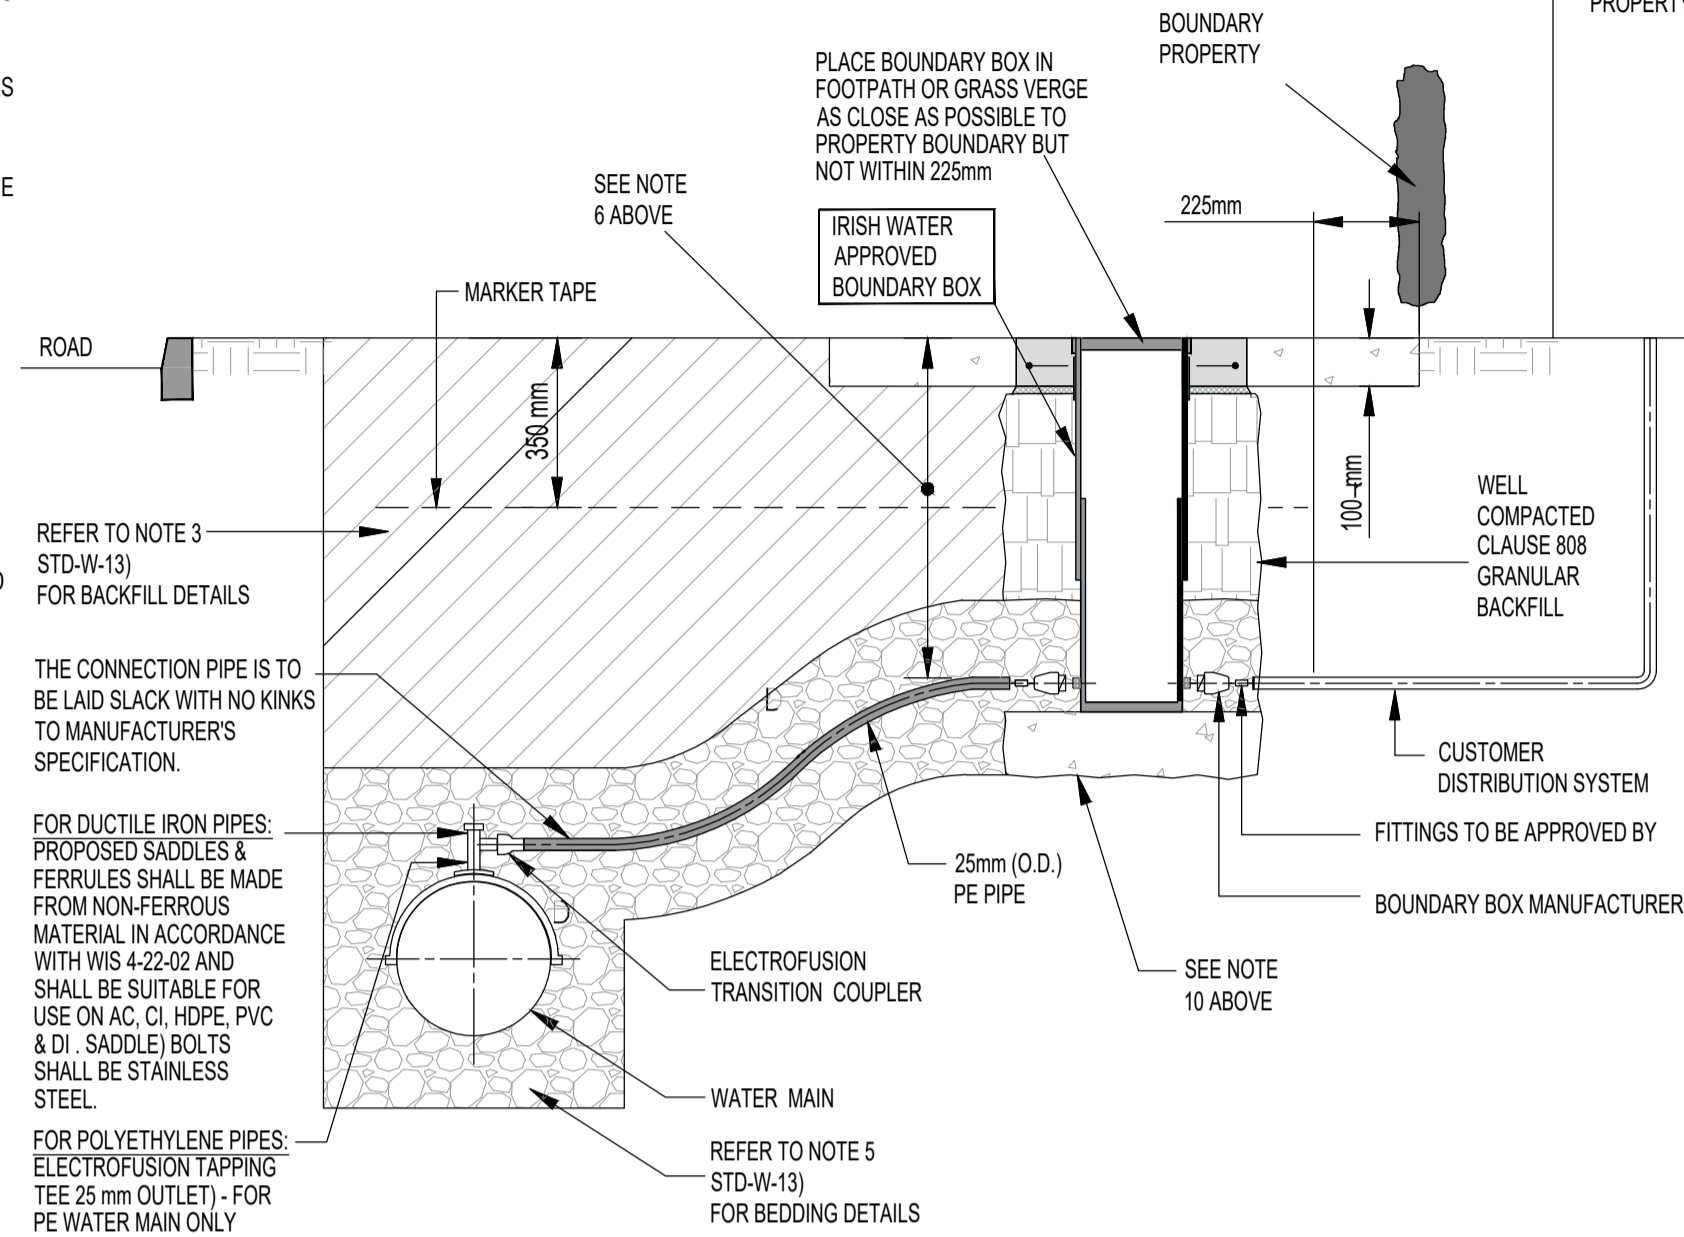 PROPERTY
BOUNDARY
PROPERTY
PLACE BOUNDARY BOX IN
FOOTPATH OR GRASS VERGE
AS CLOSE AS POSSIBLE TO
PROPERTY BOUNDARY BUT
NOT WITHIN 225mm
S
E
SEE NOTE
6 ABOVE
225mm
IRISH WATER
APPROVED
BOUNDARY BOX
MARKER TAPE
ROAD
350 mm
100 mm
WELL
COMPACTED
CLAUSE 808
GRANULAR
BACKFILL
REFER TO NOTE 3
STD-W-13)
FOR BACKFILL DETAILS
THE CONNECTION PIPE IS TO
BE LAID SLACK WITH NO KINKS
TO MANUFACTURER'S
SPECIFICATION.
CUSTOMER
DISTRIBUTION SYSTEM
FOR DUCTILE IRON PIPES:
PROPOSED SADDLES &
FERRULES SHALL BE MADE
FROM NON-FERROUS
MATERIAL IN ACCORDANCE
WITH WIS 4-22-02 AND
SHALL BE SUITABLE FOR
USE ON AC, CI, HDPE, PVC
& DI . SADDLE) BOLTS
SHALL BE STAINLESS
STEEL.
FITTINGS TO BE APPROVED BY
25mm (O.D.)
PE PIPE
BOUNDARY BOX MANUFACTURER
ELECTROFUSION
TRANSITION COUPLER
SEE NOTE
10 ABOVE
WATER MAIN
FOR POLYETHYLENE PIPES:
ELECTROFUSION TAPPING
TEE 25 mm OUTLET) - FOR
PE WATER MAIN ONLY
REFER TO NOTE 5
STD-W-13)
FOR BEDDING DETAILS